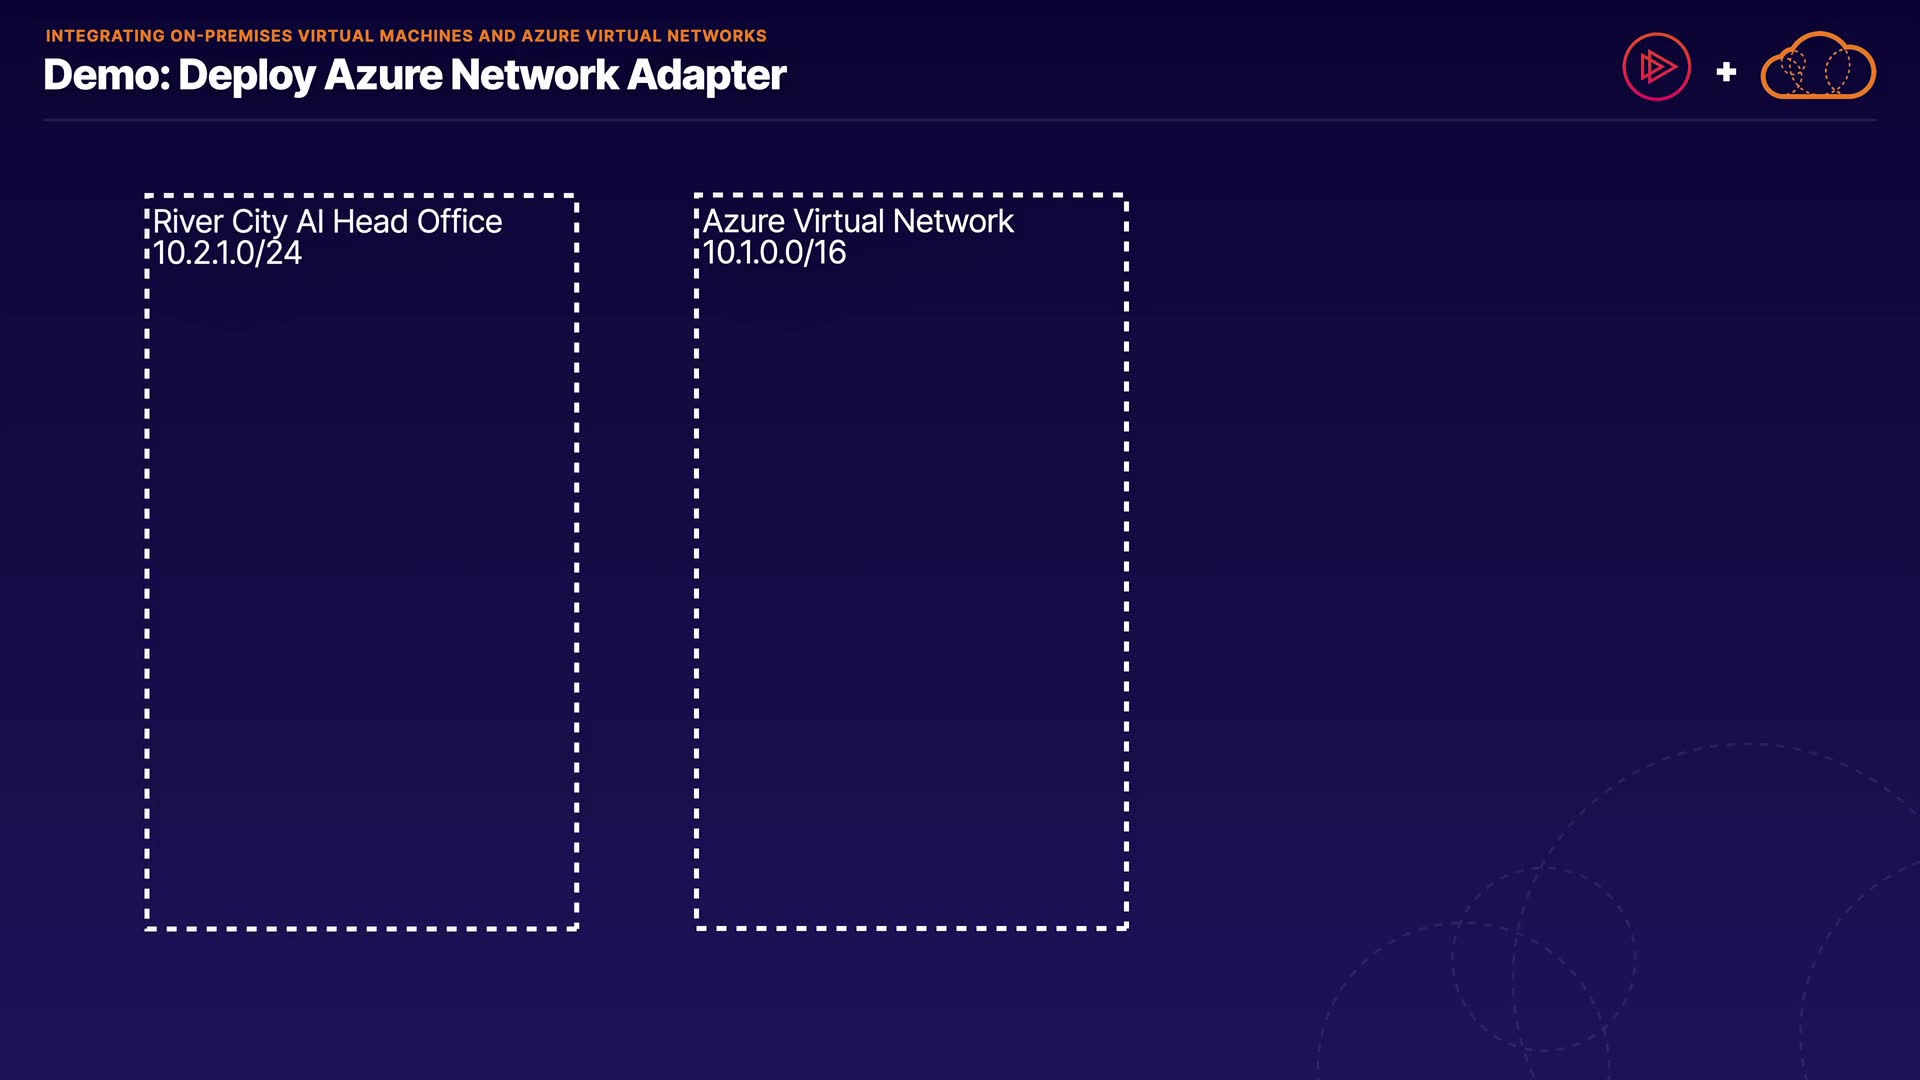 INTEGRATING ON-PREMISES VIRTUAL MACHINES AND AZURE VIRTUAL NETWORKS
Demo: Deploy Azure Network Adapter
+
River City AI Head Office
10.2.1.0/24
Azure Virtual Network
10.1.0.0/16